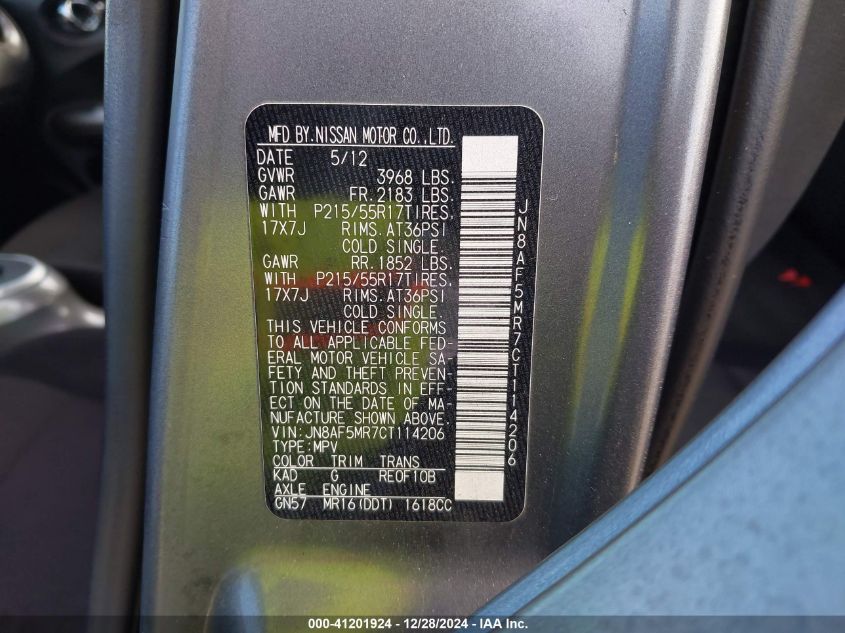 MFD BY.NISSAN MOTOR CO.,LTD.
DATE 5/12
GVWR 3968 LBS.
GAWR FR.2183 LBS.
WITH P215/55R17TIRES,
17X7J RIMS.AT36PSI
COLD SINGLE.
GAWR RR.1852 LBS.
WITH P215/55R17TIRES,
17X7J RIMS.AT36PSI
COLD SINGLE.
THIS VEHICLE CONFORMS
TO ALL APPLICABLE FED-
ERAL MOTOR VEHICLE SA-
FETY AND THEFT PREVEN-
TION STANDARDS IN EFF-
ECT ON THE DATE OF MA-
NUFACTURE SHOWN ABOVE.
VIN:JN8AF5MR7CT114206
TYPE:MPV
COLOR TRIM TRANS
KAD G RE0F10B
AXLE ENGINE
GN57 MR16(DDT) 1618CC
JN8AF5MR7CT114206
000-41201924 - 12/28/2024 - IAA Inc.